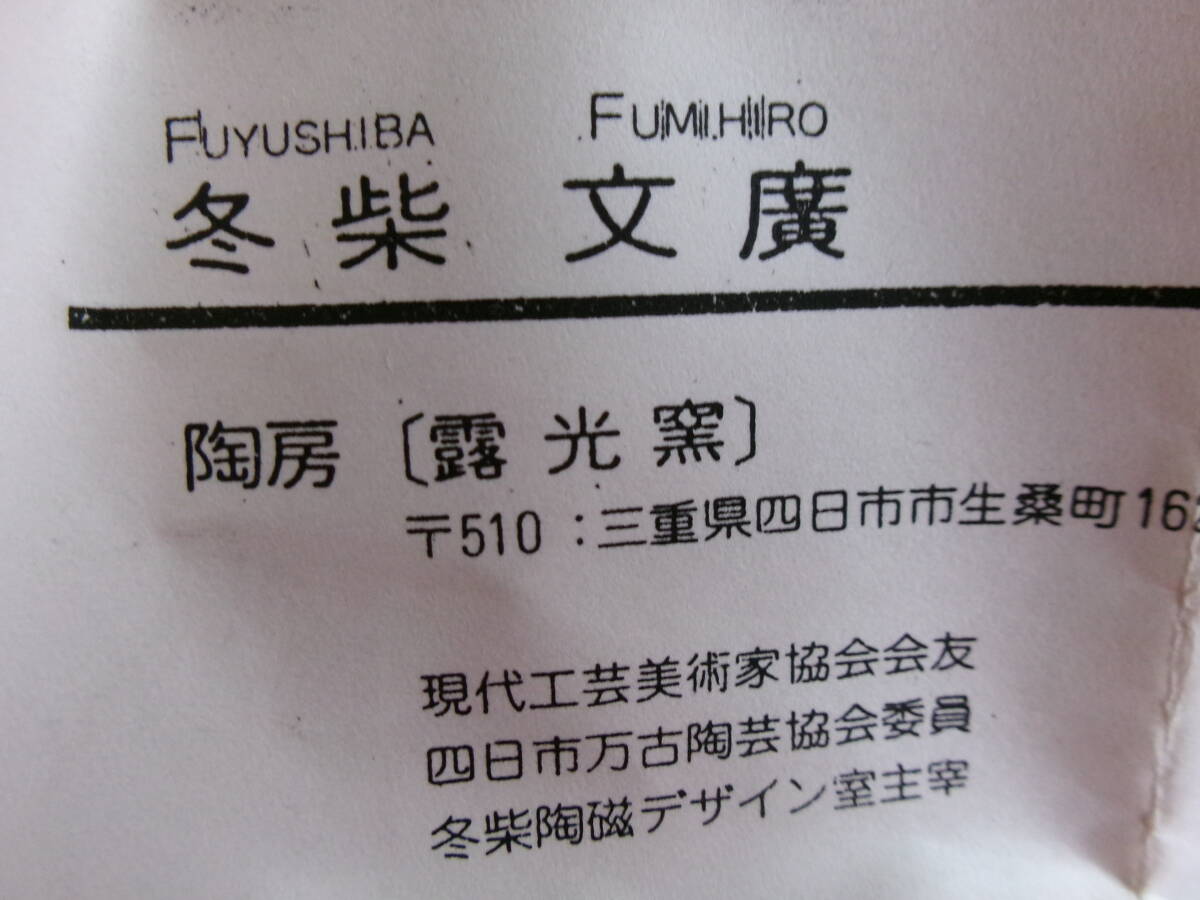 FUYUSHIBA FUMIHIRO
冬柴 文廣
陶房〔露光窯〕
〒510:三重県四日市市生桑町16
現代工芸美術家協会会友
四日市万古陶芸協会委員
冬柴陶磁デザイン室主宰